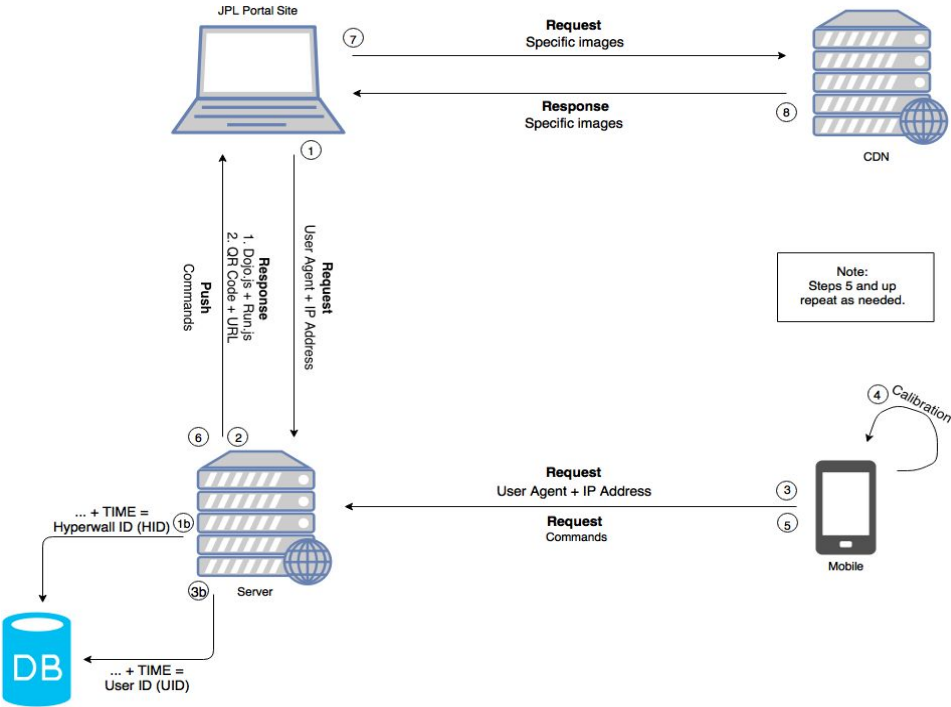 JPL Portal Site
7
Request
Specific images
Response
Specific images
8
CDN
1
Request
User Agent + IP Address
Response
1. Dojo.js + Run.js
2. QR Code + URL
Push
Commands
Note:
Steps 5 and up
repeat as needed.
4
Calibration
6
2
Request
User Agent + IP Address
3
Request
Commands
5
Mobile
... + TIME =
Hyperwall ID (HID)
1b
Server
3b
DB
... + TIME =
User ID (UID)